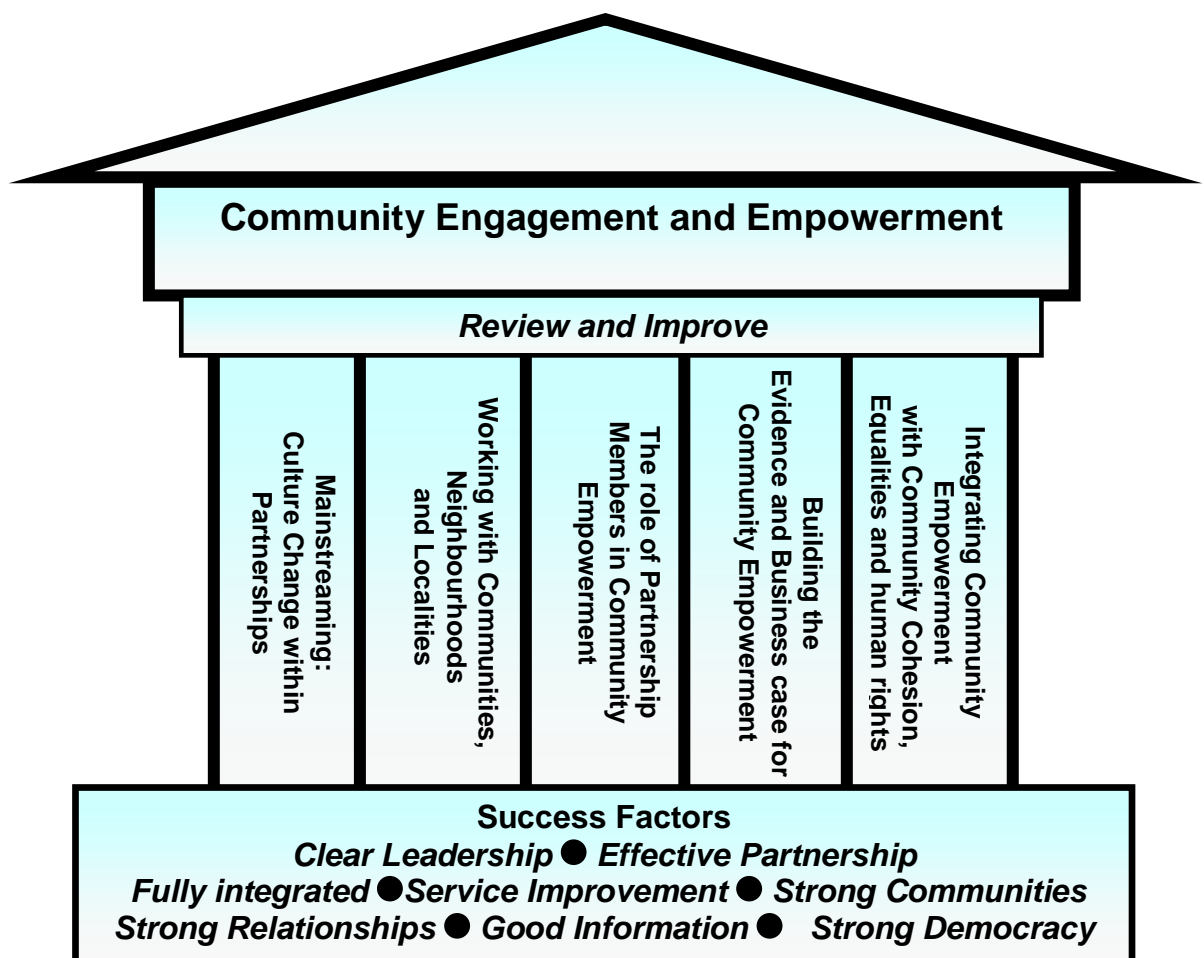 Community Engagement and Empowerment
Review and Improve
Mainstreaming:
Culture Change within
Partnerships
Working with Communities,
Neighbourhoods
and Localities
The role of Partnership
Members in Community
Empowerment
Building the
Evidence and Business case for
Community Empowerment
Integrating Community
Empowerment
with Community Cohesion,
Equalities and human rights
Success Factors
Clear Leadership ● Effective Partnership
Fully integrated ●Service Improvement ● Strong Communities
Strong Relationships ● Good Information ● Strong Democracy